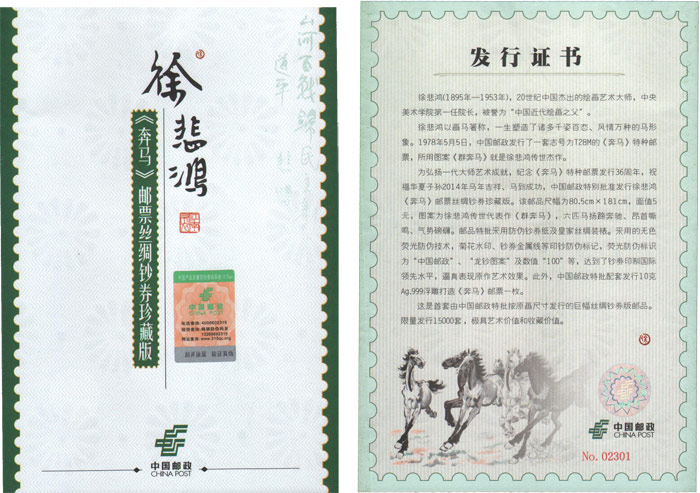 徐悲鸿
《奔马》邮票丝绸钞券珍藏版
中国邮政
中国邮政
CHINA POST
发行证书
徐悲鸿(1895年—1953年)，20世纪中国杰出的绘画艺术大师，中央
美术学院第一任院长，被誉为“中国近代绘画之父”。
徐悲鸿以画马著称，一生塑造了诸多千姿百态、风情万种的马形
象。1978年5月5日，中国邮政发行了一套志号为T28M的《奔马》特种邮
票，所用图案《群奔马》就是徐悲鸿传世杰作。
为弘扬一代大师艺术成就，纪念《奔马》特种邮票发行36周年，祝
福华夏子孙2014年马年吉祥，马到成功，中国邮政特别批准发行徐悲鸿
《奔马》邮票丝绸钞券珍藏版。该邮品尺幅为80.5cm×181cm，面值5
元，图案为徐悲鸿传世代表作《群奔马》，六匹马扬蹄奔驰、昂首嘶
鸣、气势磅礴。邮品特批采用防伪钞券纸及皇家丝绸装裱。采用的无色
荧光防伪技术，菊花水印、钞券金属线等印钞防伪标记，荧光防伪标识
为“中国邮政”、“龙钞图案”及数值“100”等，达到了钞券印制国际
领先水平，逼真表现原作艺术效果。此外，中国邮政特批配套发行10克
Ag.999浮雕打造《奔马》邮票一枚。
这是首套由中国邮政特批按原画尺寸发行的巨幅丝绸钞券版邮品。
限量发行15000套，极具艺术价值和收藏价值。
中国邮政
CHINA POST
No. 02301